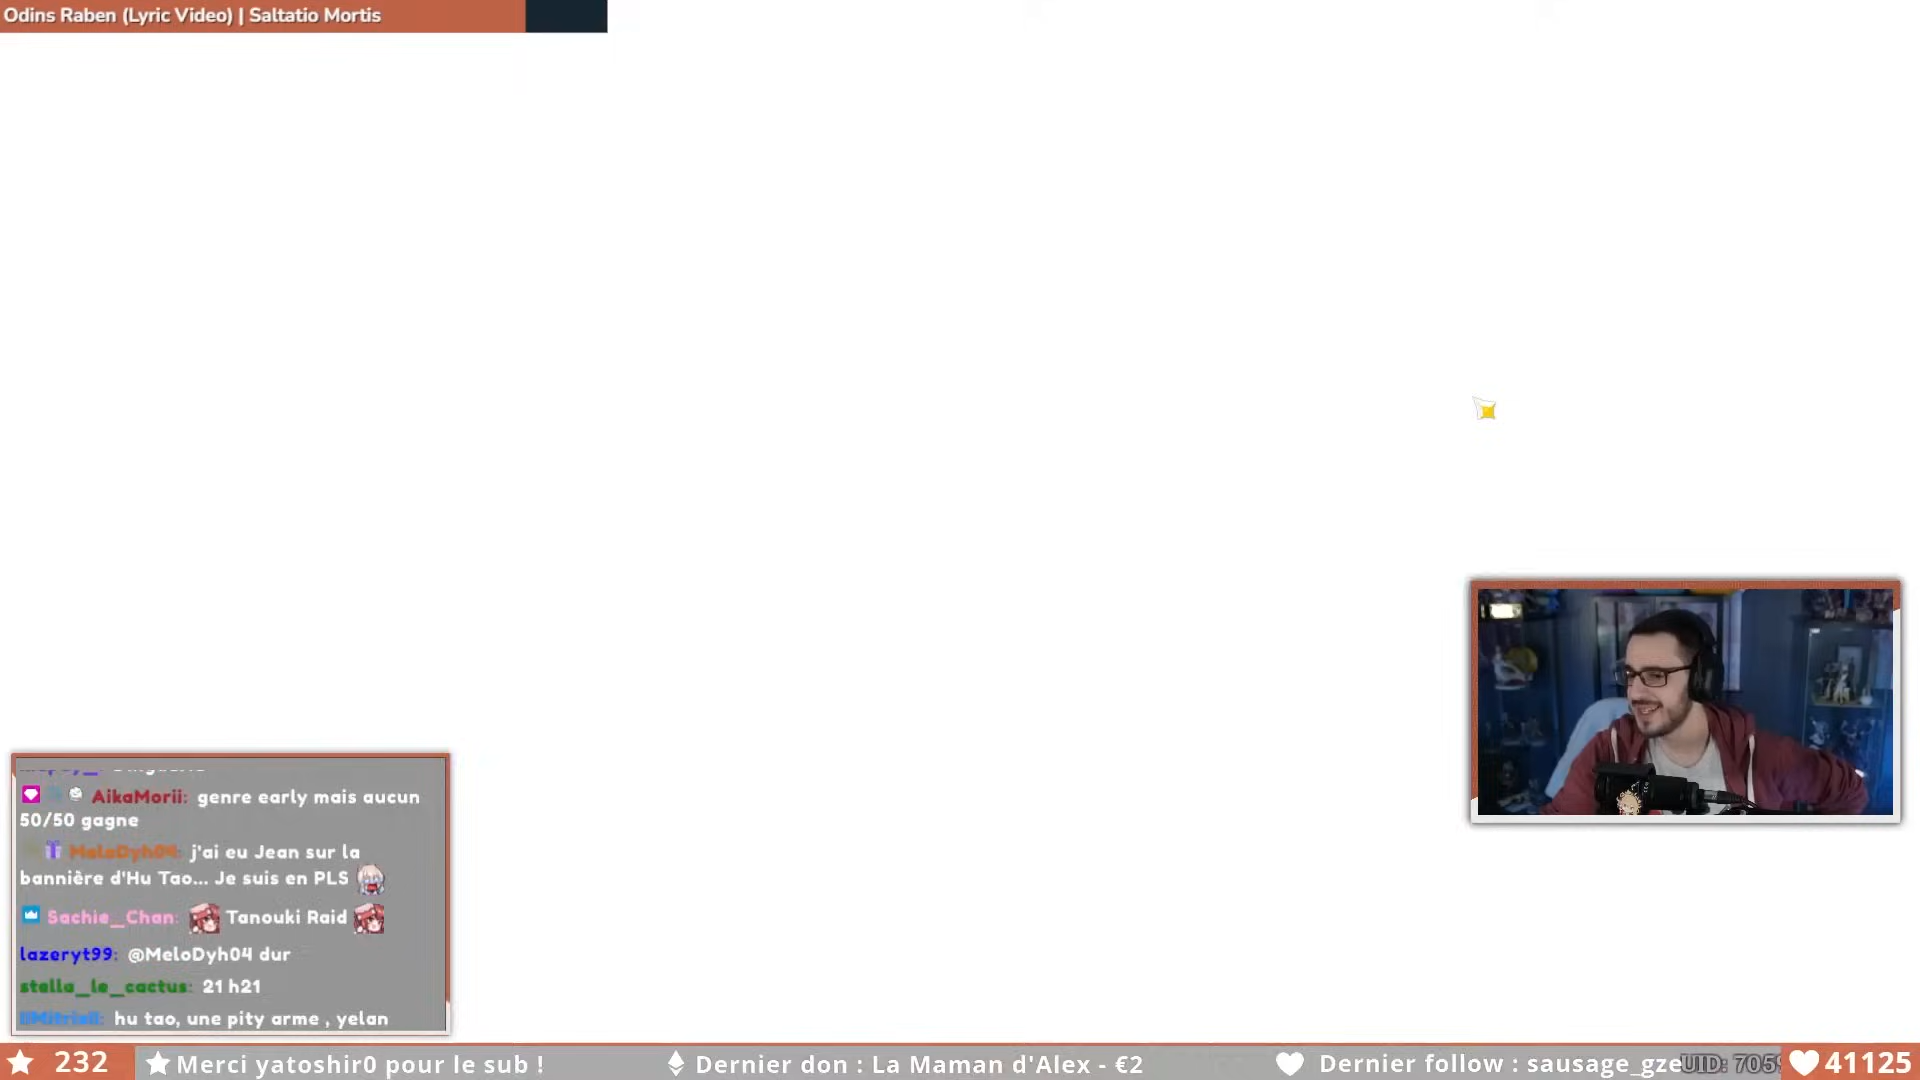 Odins Raben (Lyric Video) | Saltatio Mortis
AikaMorii: genre early mais aucun
50/50 gagne
MeloDyh04: j'ai eu Jean sur la
bannière d'Hu Tao... Je suis en PLS
Sachie_Chan: Tanouki Raid
lazeryt99: @MeloDyh04 dur
stella_le_cactus: 21 h21
hu tao, une pity arme , yelan
232 Merci yatoshir0 pour le sub ! Dernier don : La Maman d'Alex - €2 Dernier follow : sausage_gze UID: 705 41125